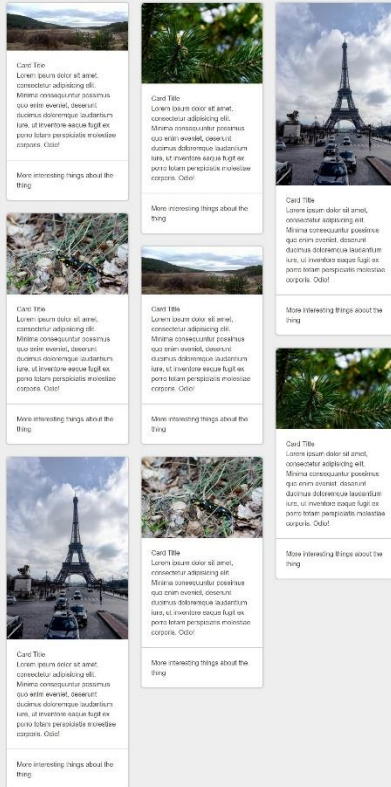 Card Title
Lorem ipsum dolor sit amet,
consectetur adipisicing elit.
Minima consequuntur possimus
quo enim eveniet, deserunt
ducimus doloremque laudantium
iure, ut inventore eaque fugit ex
porro totam perspiciatis molestiae
corporis. Odio!
More interesting things about the
thing
Card Title
Lorem ipsum dolor sit amet,
consectetur adipisicing elit.
Minima consequuntur possimus
quo enim eveniet, deserunt
ducimus doloremque laudantium
iure, ut inventore eaque fugit ex
porro totam perspiciatis molestiae
corporis. Odio!
More interesting things about the
thing
Card Title
Lorem ipsum dolor sit amet,
consectetur adipisicing elit.
Minima consequuntur possimus
quo enim eveniet, deserunt
ducimus doloremque laudantium
iure, ut inventore eaque fugit ex
porro totam perspiciatis molestiae
corporis. Odio!
More interesting things about the
thing
Card Title
Lorem ipsum dolor sit amet,
consectetur adipisicing elit.
Minima consequuntur possimus
quo enim eveniet, deserunt
ducimus doloremque laudantium
iure, ut inventore eaque fugit ex
porro totam perspiciatis molestiae
corporis. Odio!
More interesting things about the
thing
Card Title
Lorem ipsum dolor sit amet,
consectetur adipisicing elit.
Minima consequuntur possimus
quo enim eveniet, deserunt
ducimus doloremque laudantium
iure, ut inventore eaque fugit ex
porro totam perspiciatis molestiae
corporis. Odio!
More interesting things about the
thing
Card Title
Lorem ipsum dolor sit amet,
consectetur adipisicing elit.
Minima consequuntur possimus
quo enim eveniet, deserunt
ducimus doloremque laudantium
iure, ut inventore eaque fugit ex
porro totam perspiciatis molestiae
corporis. Odio!
More interesting things about the
thing
Card Title
Lorem ipsum dolor sit amet,
consectetur adipisicing elit.
Minima consequuntur possimus
quo enim eveniet, deserunt
ducimus doloremque laudantium
iure, ut inventore eaque fugit ex
porro totam perspiciatis molestiae
corporis. Odio!
More interesting things about the
thing
Card Title
Lorem ipsum dolor sit amet,
consectetur adipisicing elit.
Minima consequuntur possimus
quo enim eveniet, deserunt
ducimus doloremque laudantium
iure, ut inventore eaque fugit ex
porro totam perspiciatis molestiae
corporis. Odio!
More interesting things about the
thing